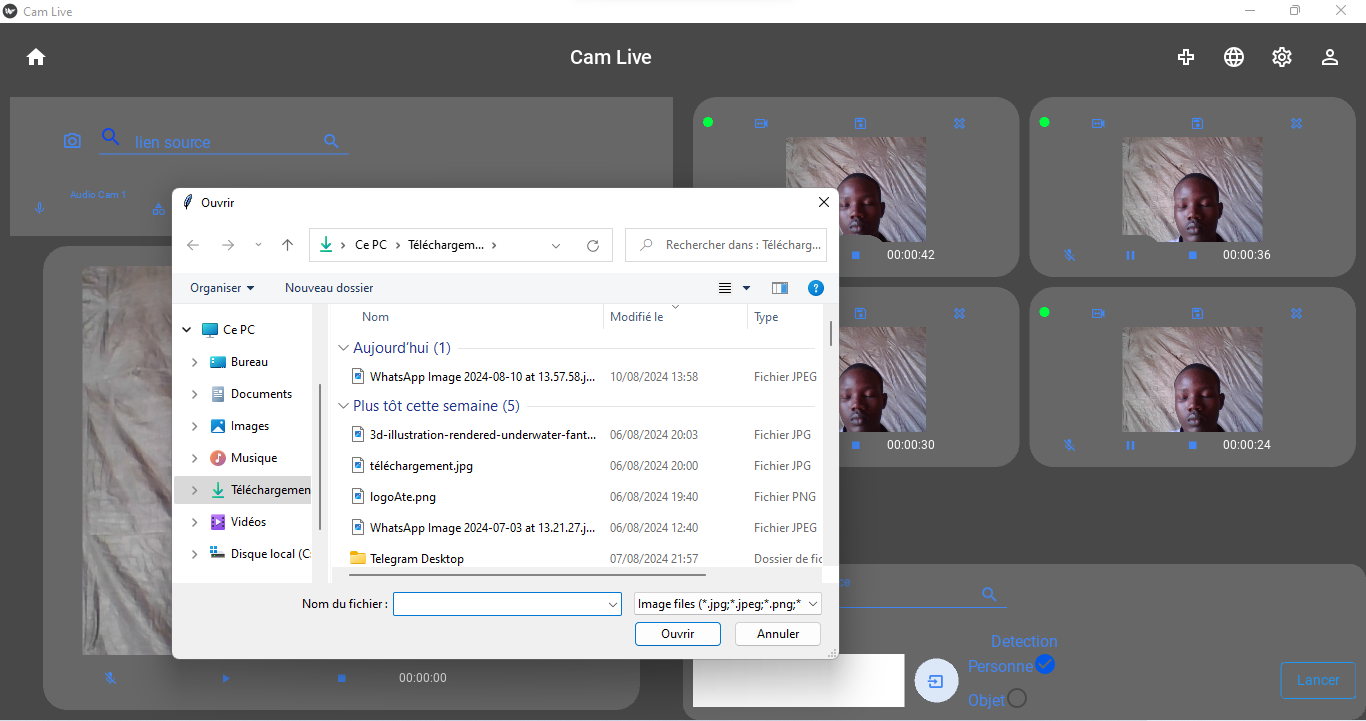 Cam Live
Cam Live
lien source
Audio Cam 1
00:00:42
00:00:36
00:00:30
00:00:24
Ouvrir
Ce PC
Téléchargem...
Rechercher dans : Télécharg...
Organiser
Nouveau dossier
?
Ce PC
Bureau
Documents
Images
Musique
Téléchargemen
Vidéos
Disque local (C:
Nom Modifié le Type
Aujourd'hui (1)
WhatsApp Image 2024-08-10 at 13.57.58.j... 10/08/2024 13:58 Fichier JPEG
Plus tôt cette semaine (5)
3d-illustration-rendered-underwater-fant... 06/08/2024 20:03 Fichier JPG
téléchargement.jpg 06/08/2024 20:00 Fichier JPG
logoAte.png 06/08/2024 19:40 Fichier PNG
WhatsApp Image 2024-07-03 at 13.21.27.j... 06/08/2024 12:40 Fichier JPEG
Telegram Desktop 07/08/2024 21:57 Dossier de fic
Nom du fichier :
Image files (*.jpg;*.jpeg;*.png;*
Ouvrir Annuler
00:00:00
ce
Detection
Personne
Objet
Lancer